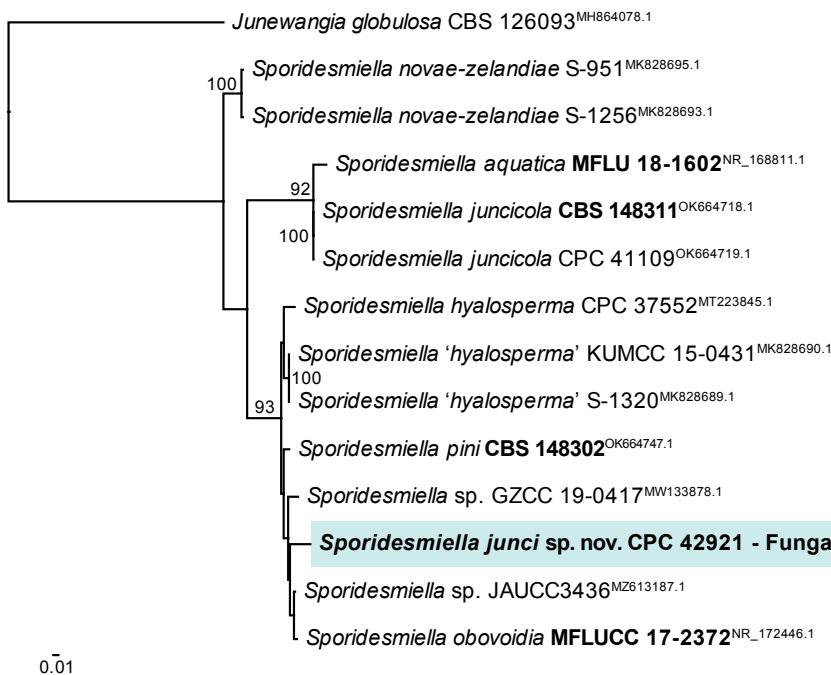 Junewangia globulosa CBS 126093MH864078.1
Sporidesmiella novae-zelandiae S-951MK828695.1
100
Sporidesmiella novae-zelandiae S-1256MK828693.1
Sporidesmiella aquatica MFLU 18-1602NR_168811.1
92
Sporidesmiella juncicola CBS 148311OK664718.1
100
Sporidesmiella juncicola CPC 41109OK664719.1
Sporidesmiella hyalosperma CPC 37552MT223845.1
Sporidesmiella ‘hyalosperma’ KUMCC 15-0431MK828690.1
100
Sporidesmiella ‘hyalosperma’ S-1320MK828689.1
93
Sporidesmiella pini CBS 148302OK664747.1
Sporidesmiella sp. GZCC 19-0417MW133878.1
Sporidesmiella junci sp. nov. CPC 42921 - Funga
Sporidesmiella sp. JAUCC3436MZ613187.1
Sporidesmiella obovoidia MFLUCC 17-2372NR_172446.1
0.01